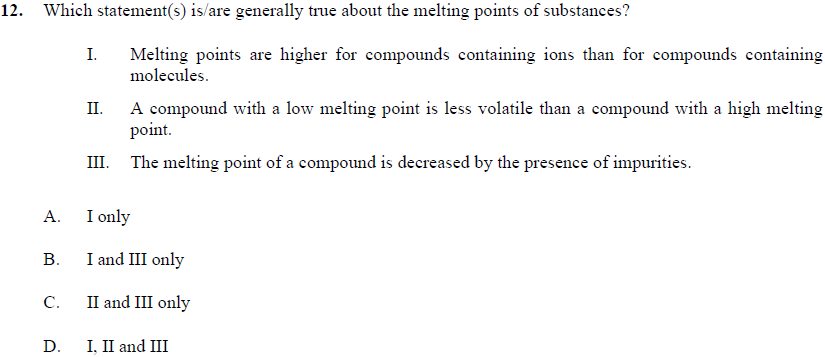 12. Which statement(s) is/are generally true about the melting points of substances?
I. Melting points are higher for compounds containing ions than for compounds containing
molecules.
II. A compound with a low melting point is less volatile than a compound with a high melting
point.
III. The melting point of a compound is decreased by the presence of impurities.
A. I only
B. I and III only
C. II and III only
D. I, II and III